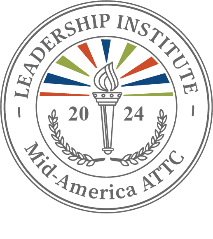 LEADERSHIP INSTITUTE
20 24
Mid-America ATTC